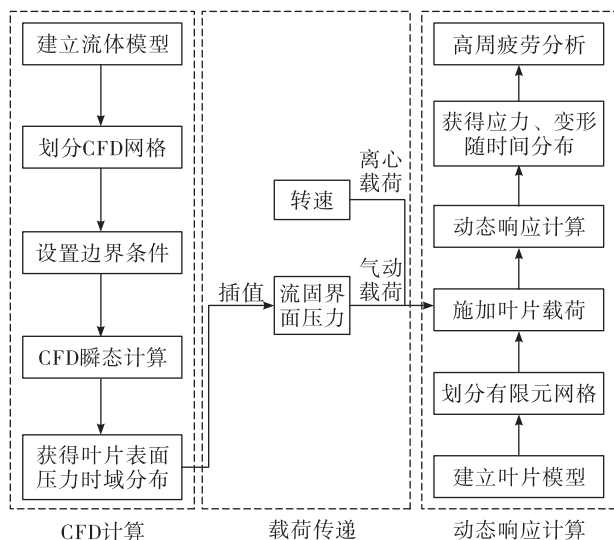 建立流体模型
划分CFD网格
设置边界条件
CFD瞬态计算
获得叶片表面
压力时域分布
CFD计算
插值
转速
离心
载荷
流固界
面压力
气动
载荷
载荷传递
高周疲劳分析
获得应力、变形
随时间分布
动态响应计算
施加叶片载荷
划分有限元网格
建立叶片模型
动态响应计算